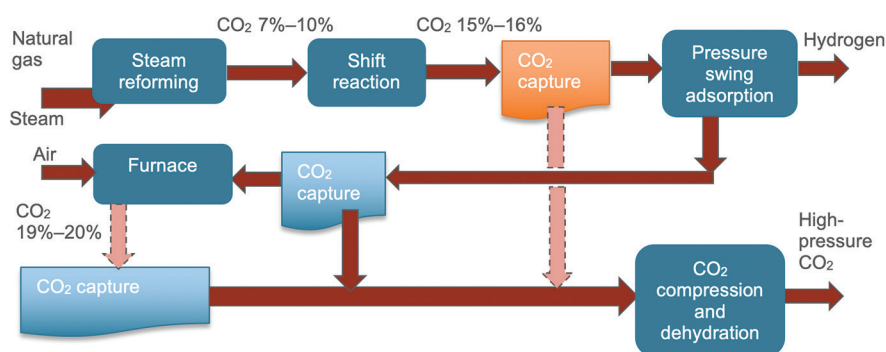 CO₂ 7%–10%
CO₂ 15%–16%
Natural
gas
Steam
reforming
Shift
reaction
CO₂
capture
Pressure
swing
adsorption
Hydrogen
Steam
Air
Furnace
CO₂
capture
CO₂
19%–20%
High-
pressure
CO₂
CO₂ capture
CO₂
compression
and
dehydration